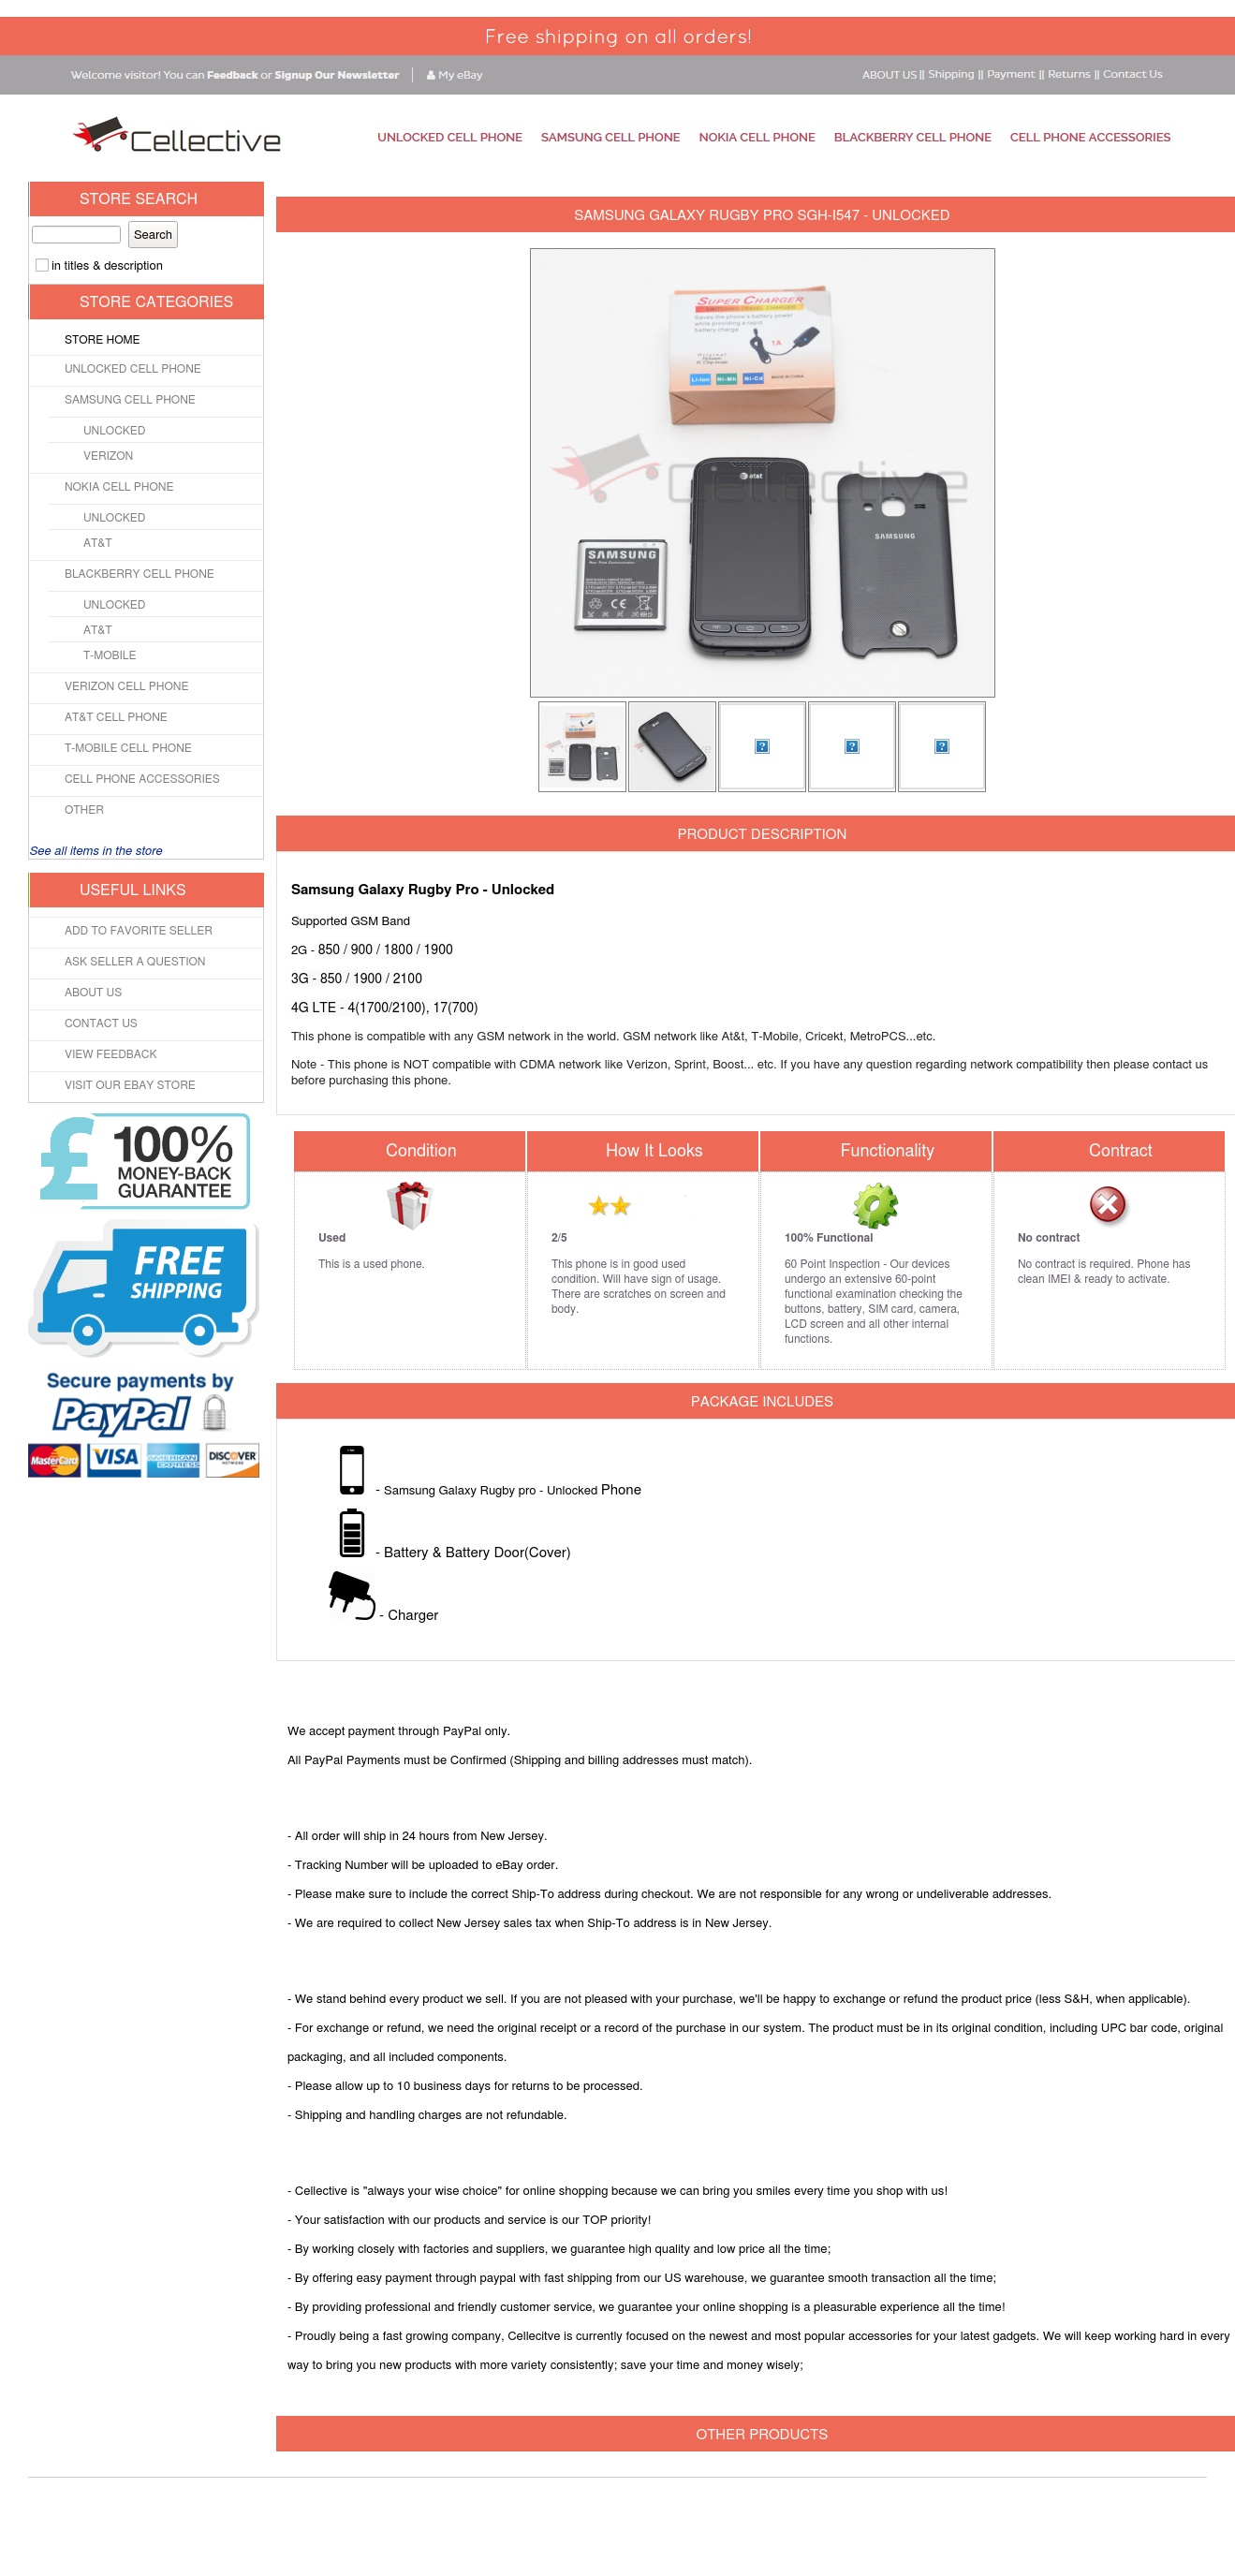 Free shipping on all orders!
Welcome visitor! You can Feedback or Signup Our Newsletter | My eBay
ABOUT US || Shipping || Payment || Returns || Contact Us
Cellective
UNLOCKED CELL PHONE SAMSUNG CELL PHONE NOKIA CELL PHONE BLACKBERRY CELL PHONE CELL PHONE ACCESSORIES
STORE SEARCH
Search
in titles & description
STORE CATEGORIES
STORE HOME
UNLOCKED CELL PHONE
SAMSUNG CELL PHONE
UNLOCKED
VERIZON
NOKIA CELL PHONE
UNLOCKED
AT&T
BLACKBERRY CELL PHONE
UNLOCKED
AT&T
T-MOBILE
VERIZON CELL PHONE
AT&T CELL PHONE
T-MOBILE CELL PHONE
CELL PHONE ACCESSORIES
OTHER
See all items in the store
USEFUL LINKS
ADD TO FAVORITE SELLER
ASK SELLER A QUESTION
ABOUT US
CONTACT US
VIEW FEEDBACK
VISIT OUR EBAY STORE
£ 100%
MONEY-BACK
GUARANTEE
FREE
SHIPPING
Secure payments by
PayPal
MasterCard VISA AMERICAN EXPRESS DISCOVER NETWORK
SAMSUNG GALAXY RUGBY PRO SGH-I547 - UNLOCKED
SUPER CHARGER
SWITCHING TRAVEL CHARGER
Saves the phone's battery power
while providing a rapid
battery charge
1A
Original
Li-ion Ni-Mh Ni-Cd
MADE IN CHINA
Cellective
at&t
SAMSUNG
SAMSUNG
PRODUCT DESCRIPTION
Samsung Galaxy Rugby Pro - Unlocked
Supported GSM Band
2G - 850 / 900 / 1800 / 1900
3G - 850 / 1900 / 2100
4G LTE - 4(1700/2100), 17(700)
This phone is compatible with any GSM network in the world. GSM network like At&t, T-Mobile, Cricekt, MetroPCS...etc.
Note - This phone is NOT compatible with CDMA network like Verizon, Sprint, Boost... etc. If you have any question regarding network compatibility then please contact us
before purchasing this phone.
Condition
Used
This is a used phone.
How It Looks
2/5
This phone is in good used
condition. Will have sign of usage.
There are scratches on screen and
body.
Functionality
100% Functional
60 Point Inspection - Our devices
undergo an extensive 60-point
functional examination checking the
buttons, battery, SIM card, camera,
LCD screen and all other internal
functions.
Contract
No contract
No contract is required. Phone has
clean IMEI & ready to activate.
PACKAGE INCLUDES
- Samsung Galaxy Rugby pro - Unlocked Phone
- Battery & Battery Door(Cover)
- Charger
We accept payment through PayPal only.
All PayPal Payments must be Confirmed (Shipping and billing addresses must match).
- All order will ship in 24 hours from New Jersey.
- Tracking Number will be uploaded to eBay order.
- Please make sure to include the correct Ship-To address during checkout. We are not responsible for any wrong or undeliverable addresses.
- We are required to collect New Jersey sales tax when Ship-To address is in New Jersey.
- We stand behind every product we sell. If you are not pleased with your purchase, we'll be happy to exchange or refund the product price (less S&H, when applicable).
- For exchange or refund, we need the original receipt or a record of the purchase in our system. The product must be in its original condition, including UPC bar code, original
packaging, and all included components.
- Please allow up to 10 business days for returns to be processed.
- Shipping and handling charges are not refundable.
- Cellective is "always your wise choice" for online shopping because we can bring you smiles every time you shop with us!
- Your satisfaction with our products and service is our TOP priority!
- By working closely with factories and suppliers, we guarantee high quality and low price all the time;
- By offering easy payment through paypal with fast shipping from our US warehouse, we guarantee smooth transaction all the time;
- By providing professional and friendly customer service, we guarantee your online shopping is a pleasurable experience all the time!
- Proudly being a fast growing company, Cellecitve is currently focused on the newest and most popular accessories for your latest gadgets. We will keep working hard in every
way to bring you new products with more variety consistently; save your time and money wisely;
OTHER PRODUCTS